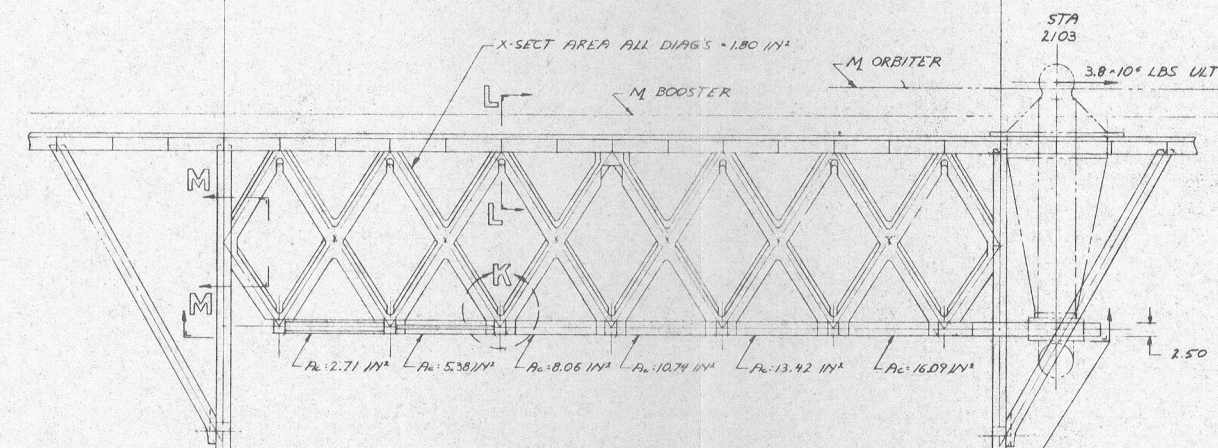 STA
2103
X-SECT AREA ALL DIAG'S = 1.80 IN²
M ORBITER
3.8×10⁶ LBS ULT
L
M BOOSTER
M
L
K
M
2.50
Ac=2.71 IN²
Ac=5.38 IN²
Ac=8.06 IN²
Ac=10.74 IN²
Ac=13.42 IN²
Ac=16.09 IN²